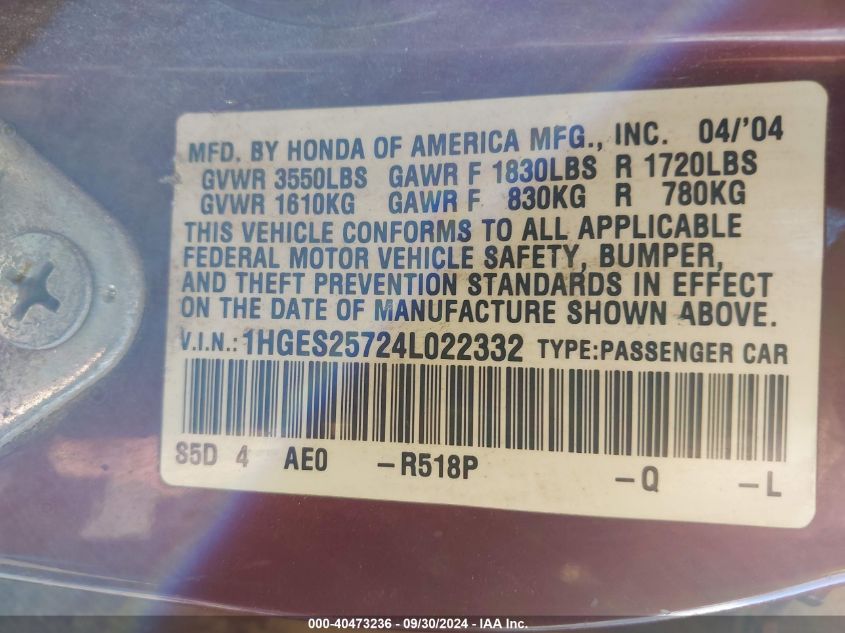 MFD. BY HONDA OF AMERICA MFG., INC. 04/'04
GVWR 3550LBS GAWR F 1830LBS R 1720LBS
GVWR 1610KG GAWR F 830KG R 780KG
THIS VEHICLE CONFORMS TO ALL APPLICABLE
FEDERAL MOTOR VEHICLE SAFETY, BUMPER,
AND THEFT PREVENTION STANDARDS IN EFFECT
ON THE DATE OF MANUFACTURE SHOWN ABOVE.
V.I.N.:1HGES25724L022332 TYPE:PASSENGER CAR
S5D 4 AE0 -R518P -Q -L
000-40473236 - 09/30/2024 - IAA Inc.